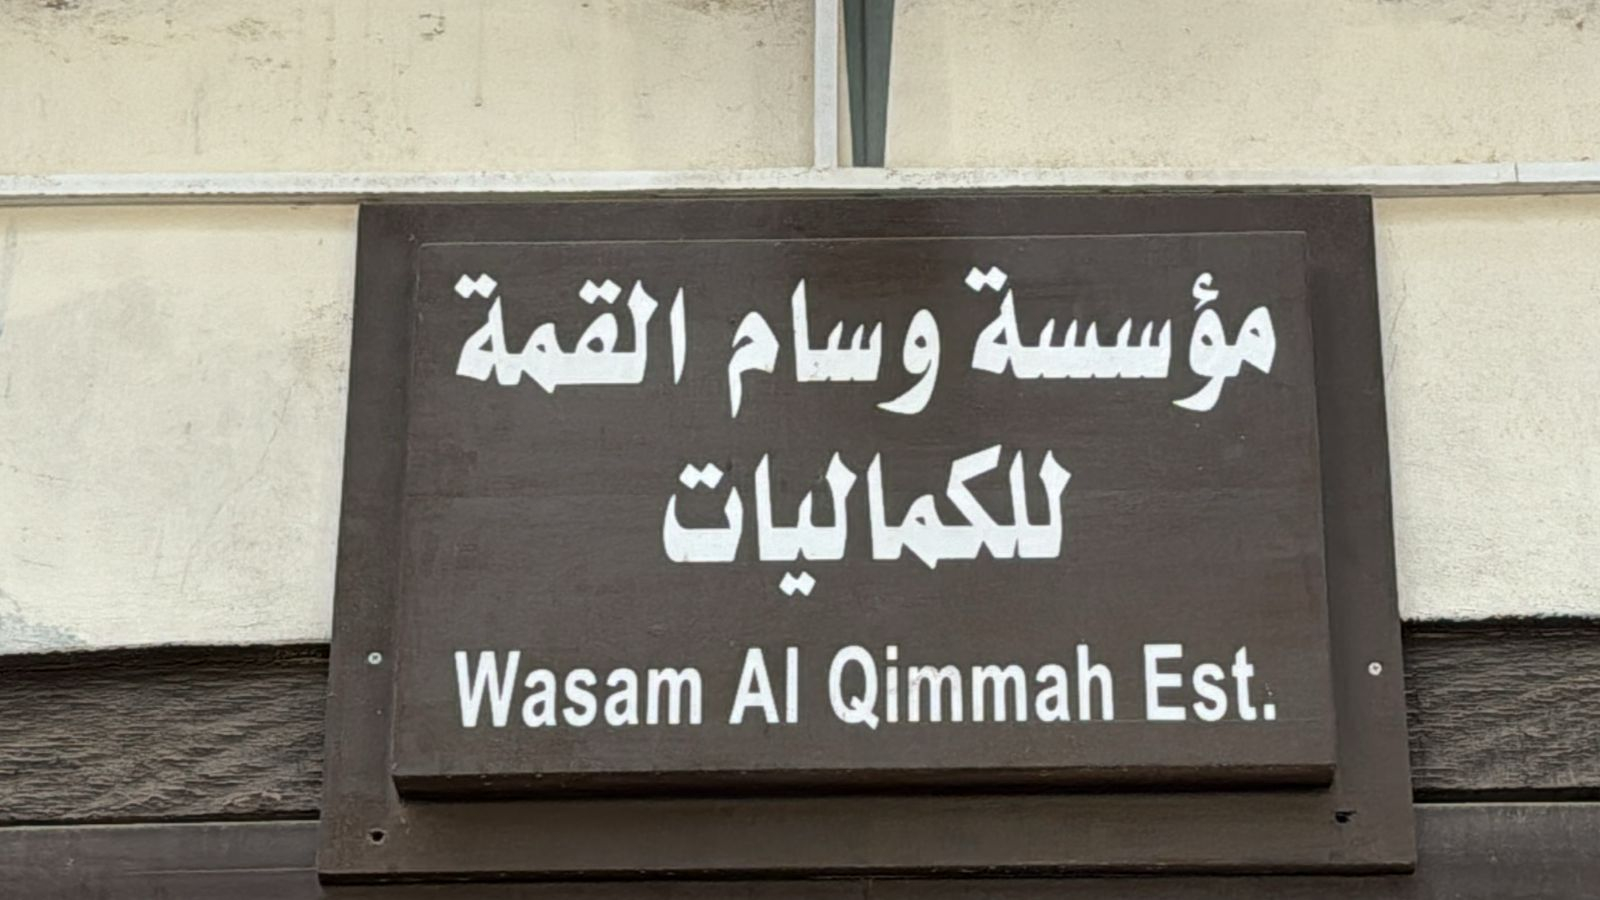 مؤسسة وسام القمة
للكماليات
Wasam Al Qimmah Est.